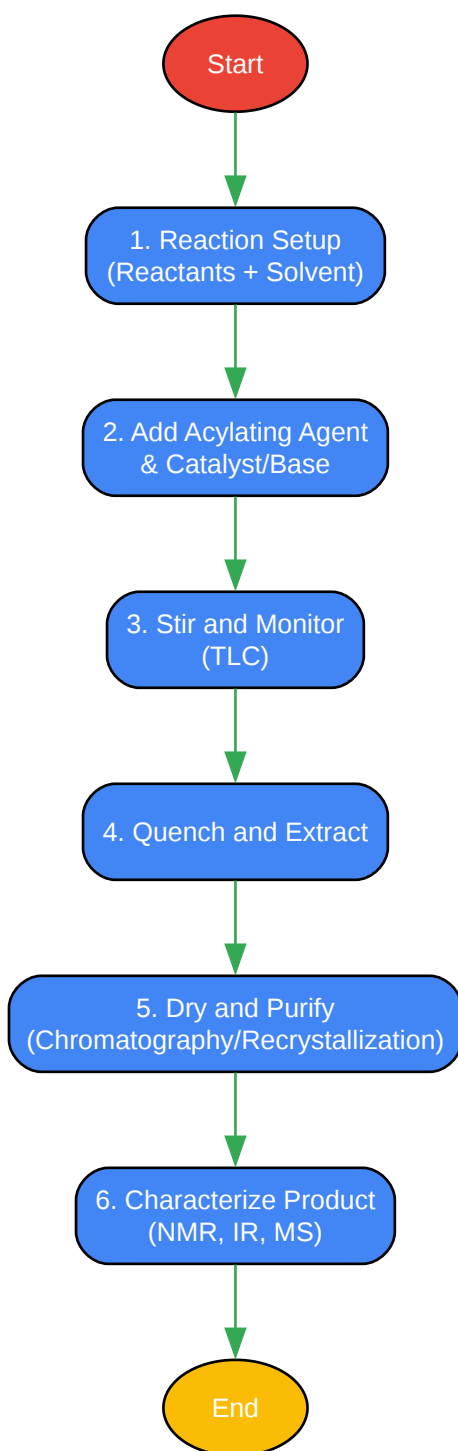 Start
1. Reaction Setup
(Reactants + Solvent)
2. Add Acylating Agent
& Catalyst/Base
3. Stir and Monitor
(TLC)
4. Quench and Extract
5. Dry and Purify
(Chromatography/Recrystallization)
6. Characterize Product
(NMR, IR, MS)
End